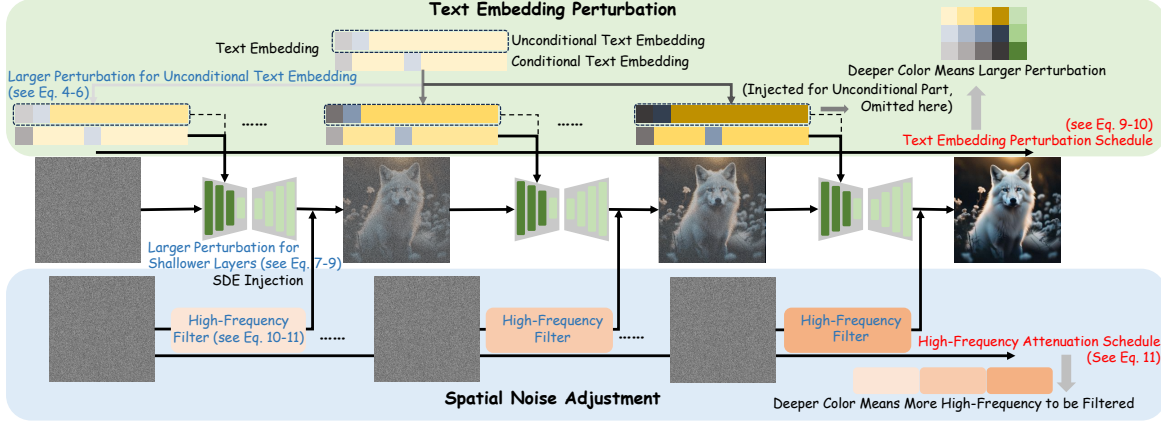 Text Embedding Perturbation
Text Embedding
Unconditional Text Embedding
Conditional Text Embedding
Larger Perturbation for Unconditional Text Embedding
(see Eq. 4-6)
Deeper Color Means Larger Perturbation
(Injected for Unconditional Part,
Omitted here)
......
......
(see Eq. 9-10)
Text Embedding Perturbation Schedule
Larger Perturbation for
Shallower Layers (see Eq. 7-9)
SDE Injection
High-Frequency
Filter (see Eq. 10-11)
......
High-Frequency
Filter
......
High-Frequency
Filter
High-Frequency Attenuation Schedule
(See Eq. 11)
Deeper Color Means More High-Frequency to be Filtered
Spatial Noise Adjustment